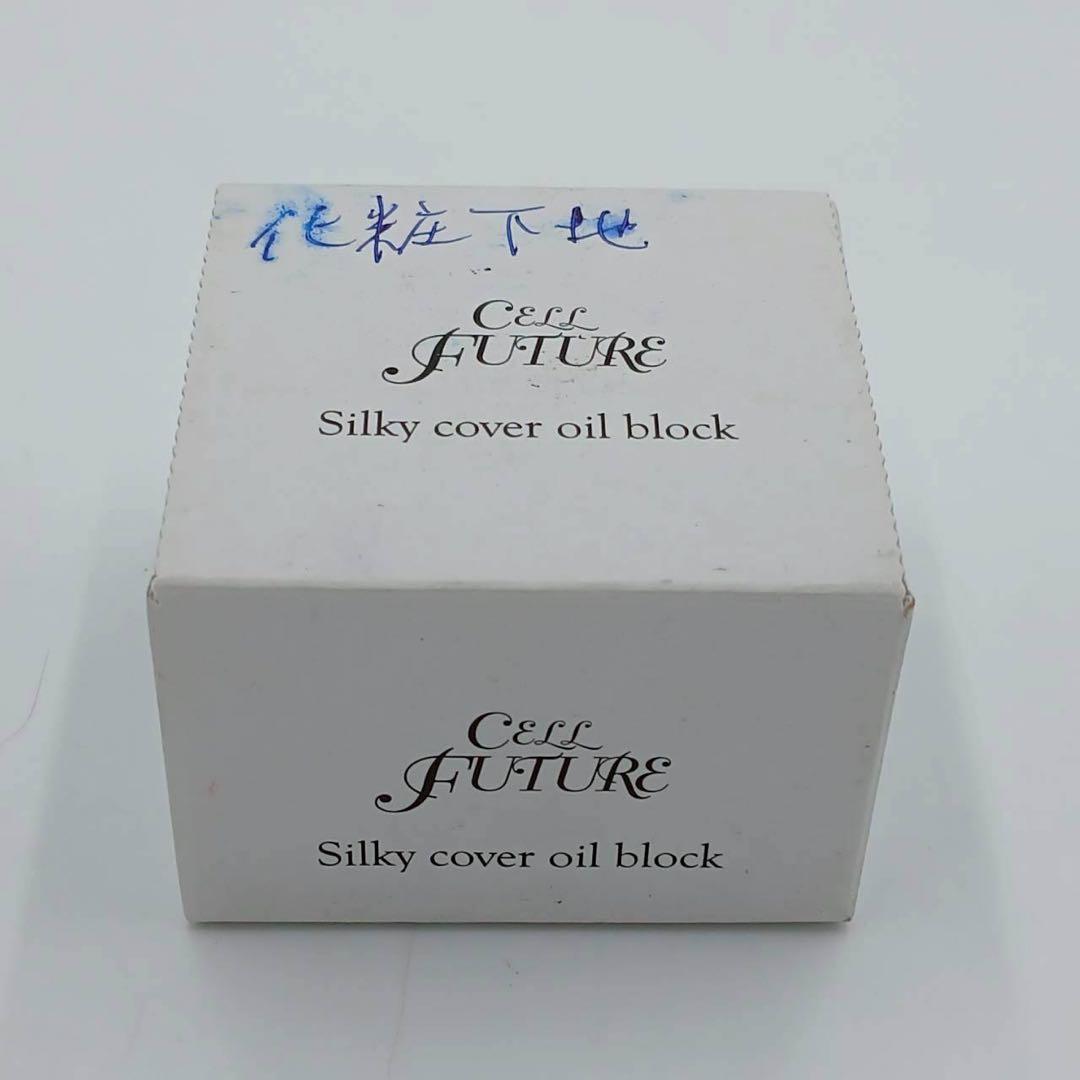 化粧下地
CELL
FUTURE
Silky cover oil block
CELL
FUTURE
Silky cover oil block